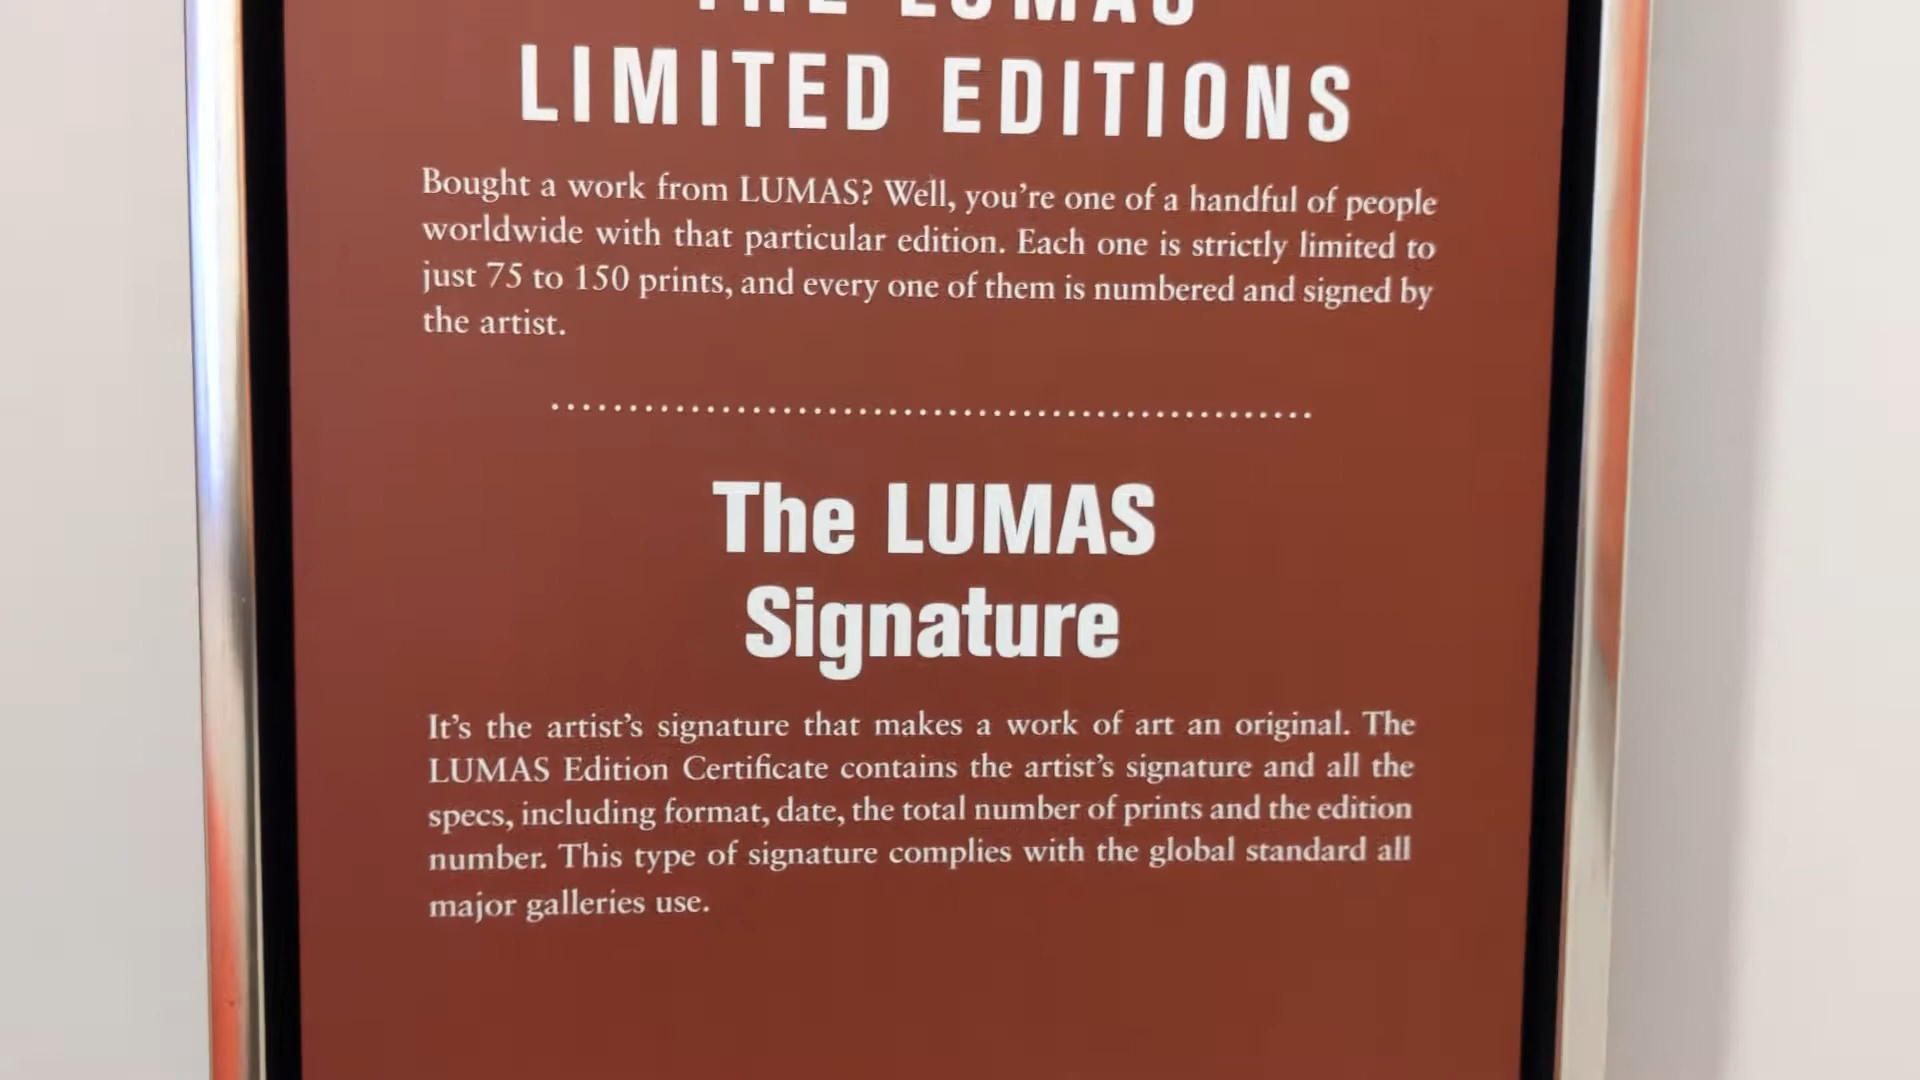 THE LUMAS
LIMITED EDITIONS
Bought a work from LUMAS? Well, you're one of a handful of people
worldwide with that particular edition. Each one is strictly limited to
just 75 to 150 prints, and every one of them is numbered and signed by
the artist.
The LUMAS
Signature
It's the artist's signature that makes a work of art an original. The
LUMAS Edition Certificate contains the artist's signature and all the
specs, including format, date, the total number of prints and the edition
number. This type of signature complies with the global standard all
major galleries use.